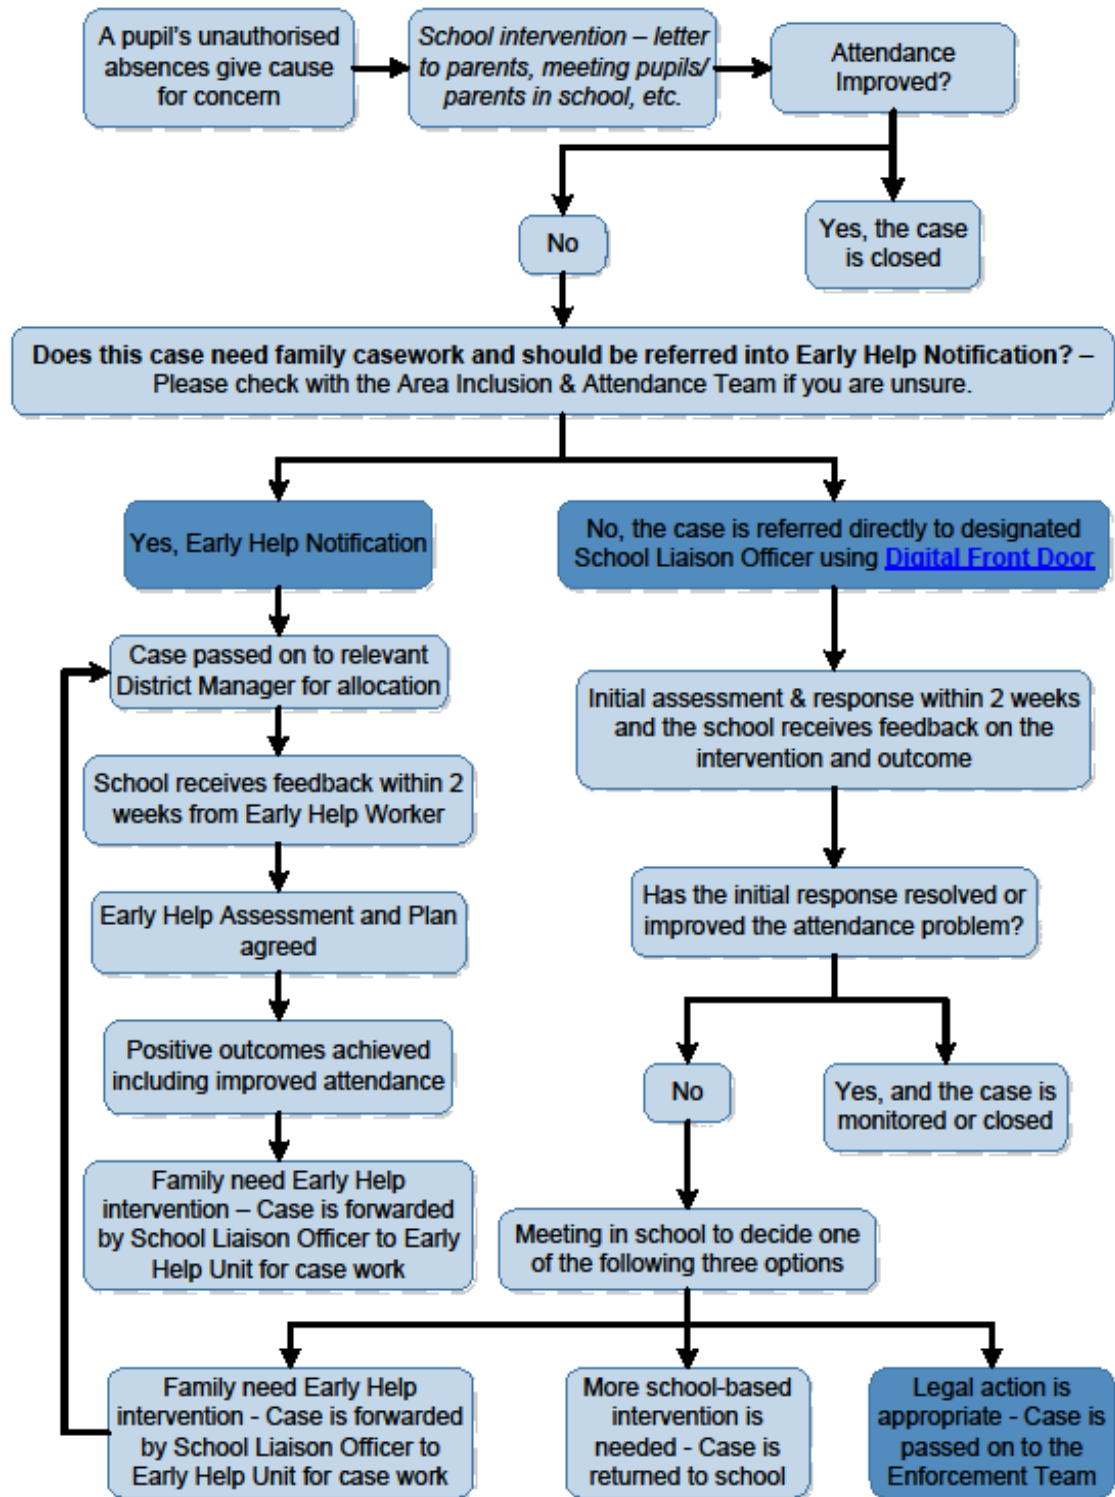 A pupil's unauthorised
absences give cause
for concern
School intervention – letter
to parents, meeting pupils/
parents in school, etc.
Attendance
Improved?
No
Yes, the case
is closed
Does this case need family casework and should be referred into Early Help Notification? –
Please check with the Area Inclusion & Attendance Team if you are unsure.
Yes, Early Help Notification
No, the case is referred directly to designated
School Liaison Officer using Digital Front Door
Case passed on to relevant
District Manager for allocation
Initial assessment & response within 2 weeks
and the school receives feedback on the
intervention and outcome
School receives feedback within 2
weeks from Early Help Worker
Has the initial response resolved or
improved the attendance problem?
Early Help Assessment and Plan
agreed
Positive outcomes achieved
including improved attendance
No
Yes, and the case is
monitored or closed
Family need Early Help
intervention – Case is forwarded
by School Liaison Officer to Early
Help Unit for case work
Meeting in school to decide one
of the following three options
Family need Early Help
intervention - Case is forwarded
by School Liaison Officer to
Early Help Unit for case work
More school-based
intervention is
needed - Case is
returned to school
Legal action is
appropriate - Case is
passed on to the
Enforcement Team